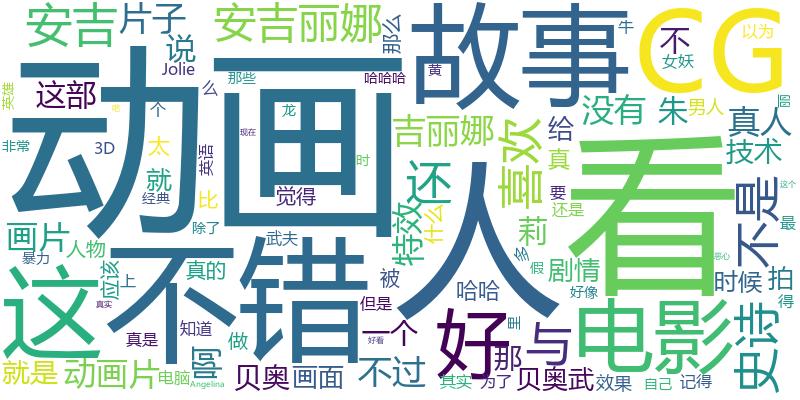 安吉
片子
安吉丽娜
那么
故事
CG
不
以为
牛
女妖
说
Jolie
那些
哈哈哈
黄
英雄
这部
个
么
龙
动画
吉丽娜
没有
朱
男人
吧
非常
3D
太
英语
给
真人
就
喜欢
真
技术
经典
比
现在
时
还
看
这个
觉得
要
画片
特效
什么
莉
还是
不是
最
人物
除了
武夫
人
多
剧情
暴力
应该
上
真的
被
假
恶心
时候
拍
不错
哈哈
好像
得
真实
但是
真是
知道
一个
里
这
好看
好
电影
史诗
啊
做
那
与
就是
动画片
电脑
Angelina
贝奥
画面
不过
其实
为了
贝奥武
效果
自己
记得